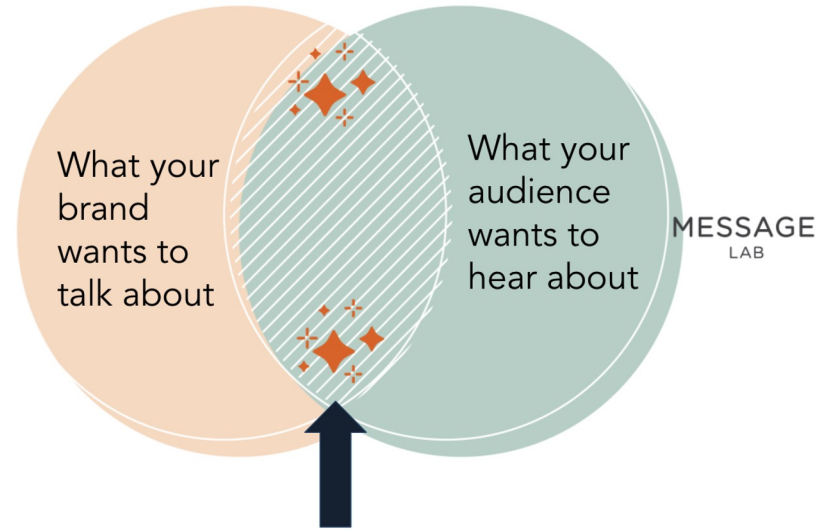 What your
brand
wants to
talk about
What your
audience
wants to
hear about
MESSAGE
LAB